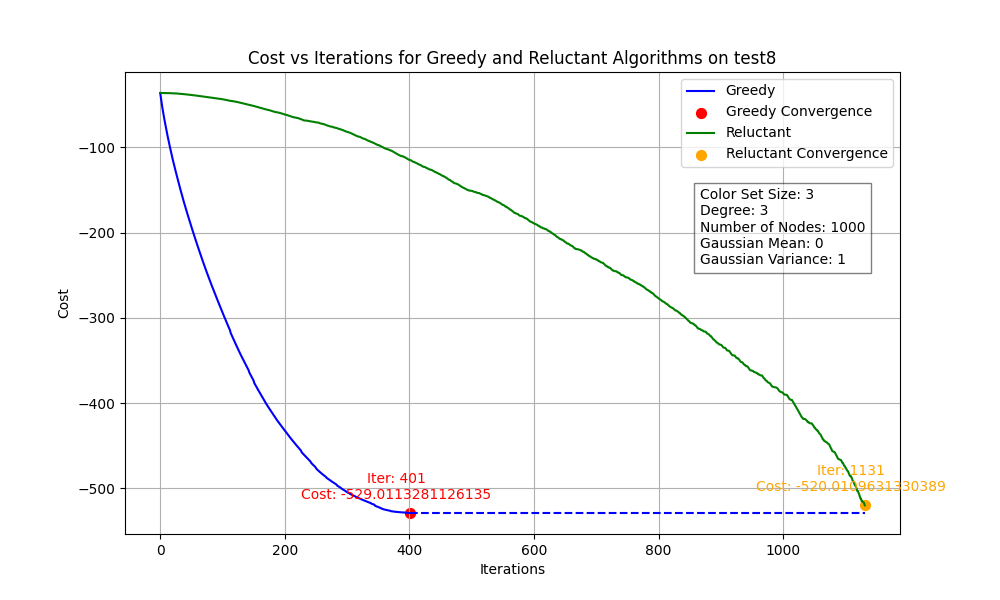 Cost vs Iterations for Greedy and Reluctant Algorithms on test8
Greedy
Greedy Convergence
Reluctant
Reluctant Convergence
Color Set Size: 3
Degree: 3
Number of Nodes: 1000
Gaussian Mean: 0
Gaussian Variance: 1
Cost
−100
−200
−300
−400
−500
Iter: 401
Cost: -529.0113281126135
Iter: 1131
Cost: -520.0109631330389
0
200
400
600
800
1000
Iterations